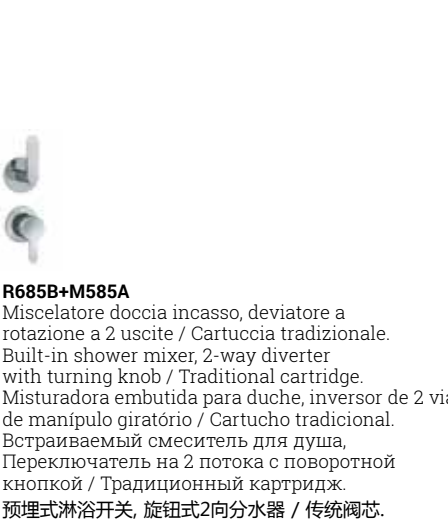 R685B+M585A
Miscelatore doccia incasso, deviatore a
rotazione a 2 uscite / Cartuccia tradizionale.
Built-in shower mixer, 2-way diverter
with turning knob / Traditional cartridge.
Misturadora embutida para duche, inversor de 2 via
de manípulo giratório / Cartucho tradicional.
Встраиваемый смеситель для душа,
Переключатель на 2 потока с поворотной
кнопкой / Традиционный картридж.
预埋式淋浴开关, 旋钮式2向分水器 / 传统阀芯.